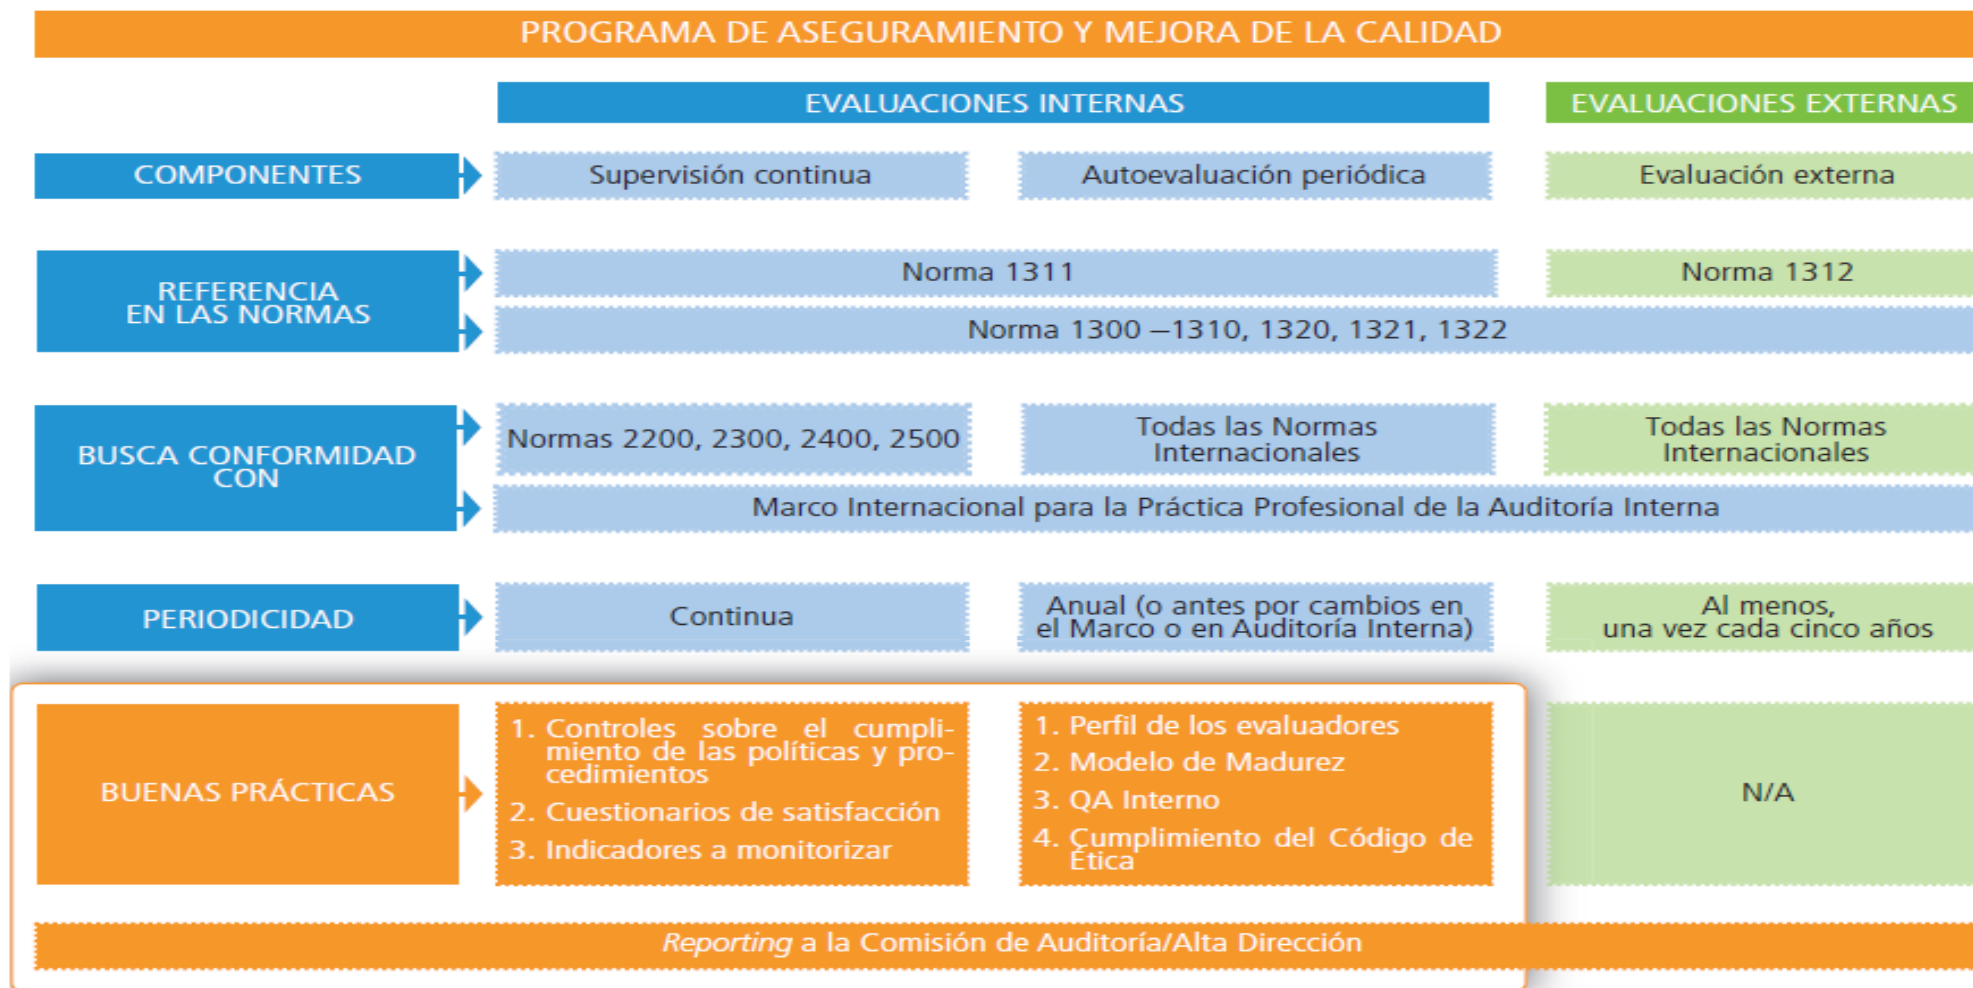 PROGRAMA DE ASEGURAMIENTO Y MEJORA DE LA CALIDAD
EVALUACIONES INTERNAS
EVALUACIONES EXTERNAS
COMPONENTES
Supervisión continua
Autoevaluación periódica
Evaluación externa
REFERENCIA
EN LAS NORMAS
Norma 1311
Norma 1312
Norma 1300 –1310, 1320, 1321, 1322
BUSCA CONFORMIDAD
CON
Normas 2200, 2300, 2400, 2500
Todas las Normas
Internacionales
Todas las Normas
Internacionales
Marco Internacional para la Práctica Profesional de la Auditoría Interna
PERIODICIDAD
Continua
Anual (o antes por cambios en
el Marco o en Auditoría Interna)
Al menos,
una vez cada cinco años
BUENAS PRÁCTICAS
1. Controles sobre el cumpli-
miento de las políticas y pro-
cedimientos
2. Cuestionarios de satisfacción
3. Indicadores a monitorizar
1. Perfil de los evaluadores
2. Modelo de Madurez
3. QA Interno
4. Cumplimiento del Código de
Ética
N/A
Reporting a la Comisión de Auditoría/Alta Dirección